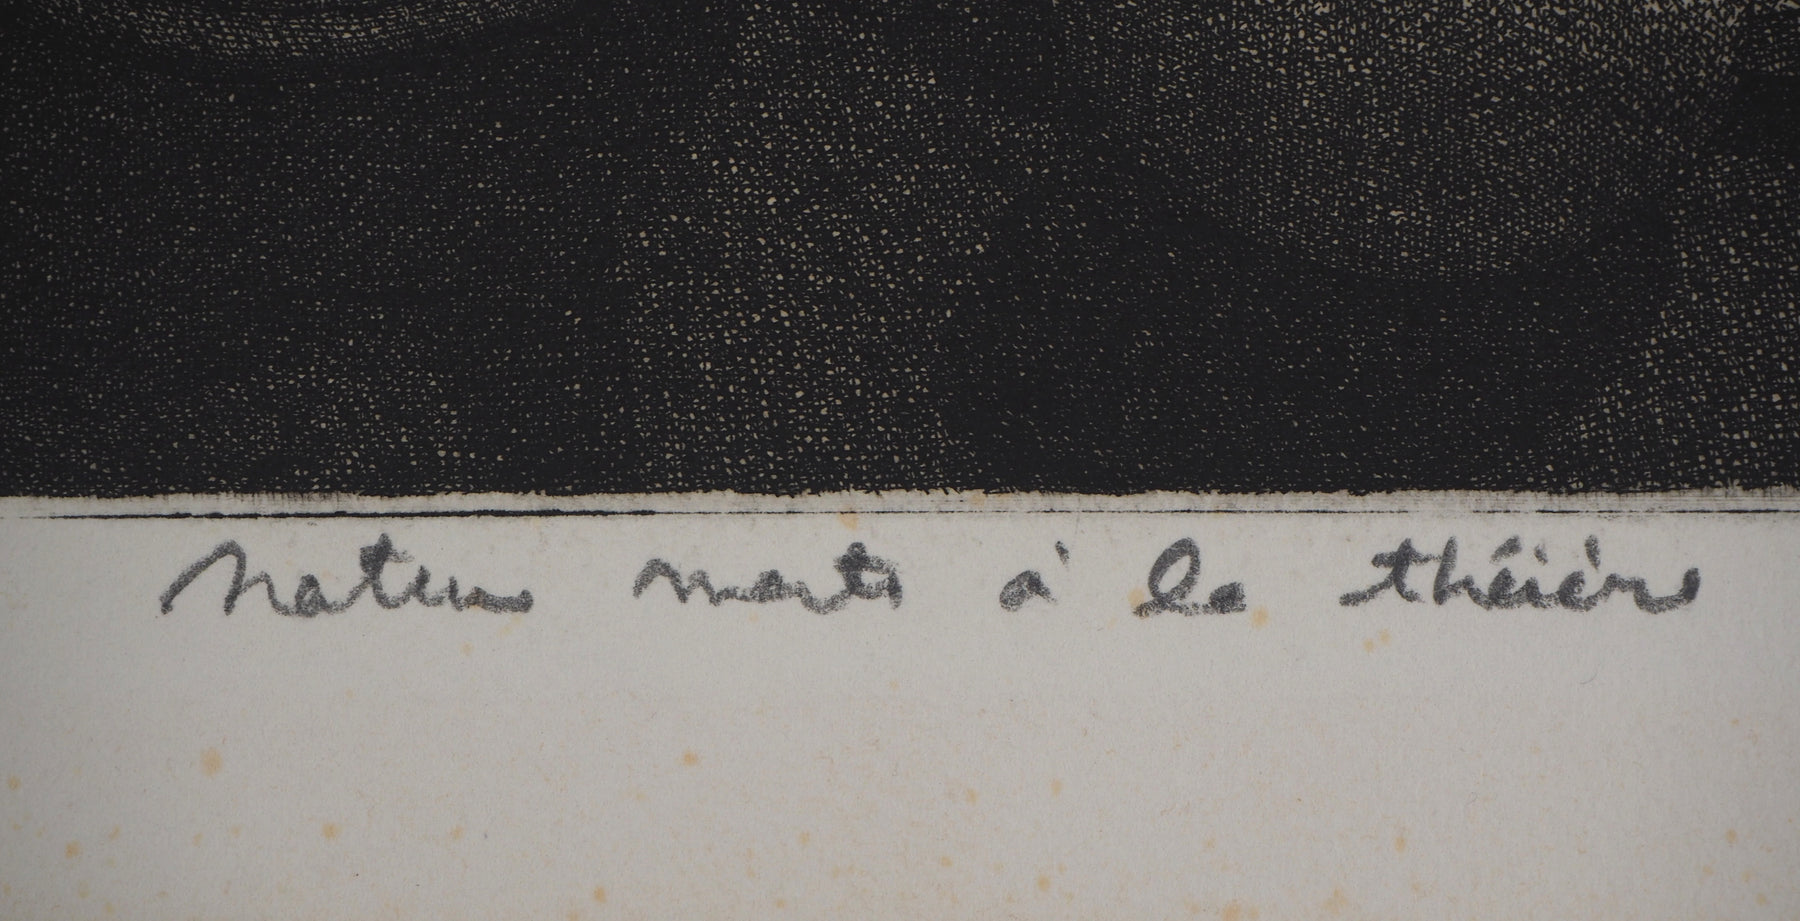 Nature morte à la théière